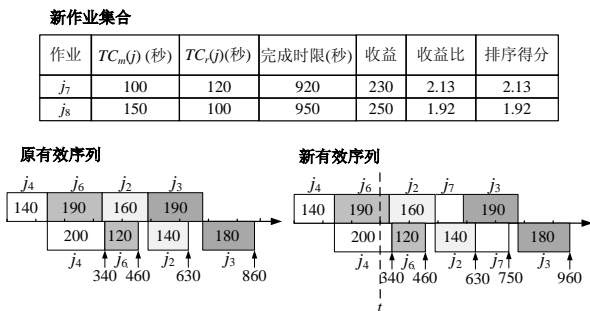 新作业集合
作业 TCm(j) (秒) TCr(j)(秒) 完成时限(秒) 收益 收益比 排序得分
j7 100 120 920 230 2.13 2.13
j8 150 100 950 250 1.92 1.92
原有效序列 新有效序列
j4 j6 j2 j3 j4 j6 j2 j7 j3
140 190 160 190 140 190 160 190
200 120 140 180 200 120 140 180
j4 j6 j2 j3 j4 j6 j2 j7 j3
340 460 630 860 340 460 630 750 960
t